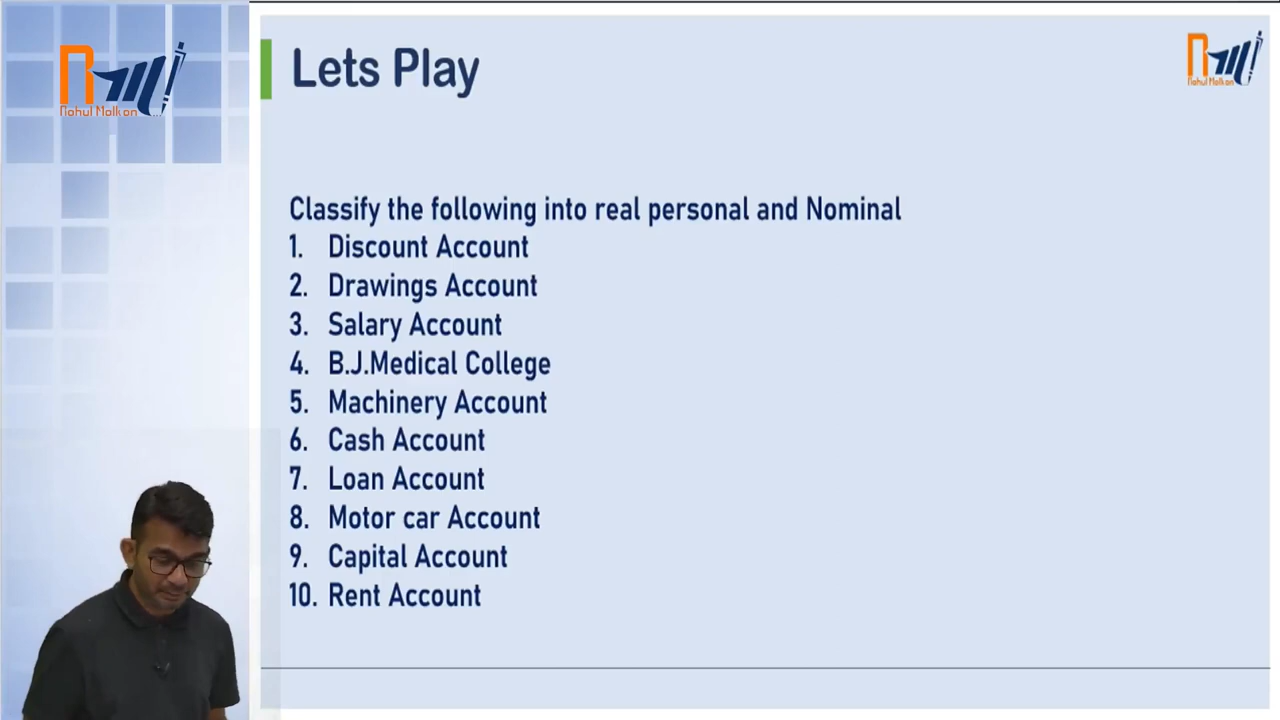 Lets Play
Classify the following into real personal and Nominal
1. Discount Account
2. Drawings Account
3. Salary Account
4. B.J.Medical College
5. Machinery Account
6. Cash Account
7. Loan Account
8. Motor car Account
9. Capital Account
10. Rent Account